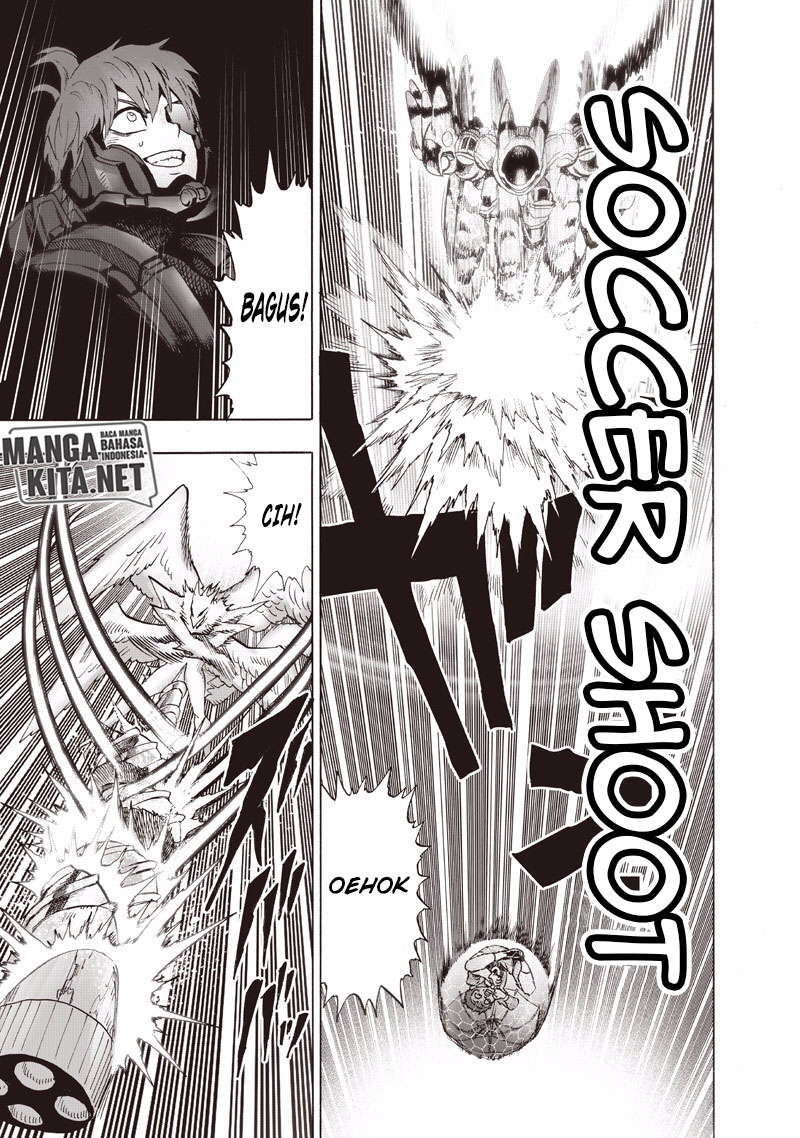 SOCCER SHOOT
OEHOK
BAGUS!
CIH!
MANGA
KITA.NET
BACA MANGA
BAHASA
-INDONESIA-